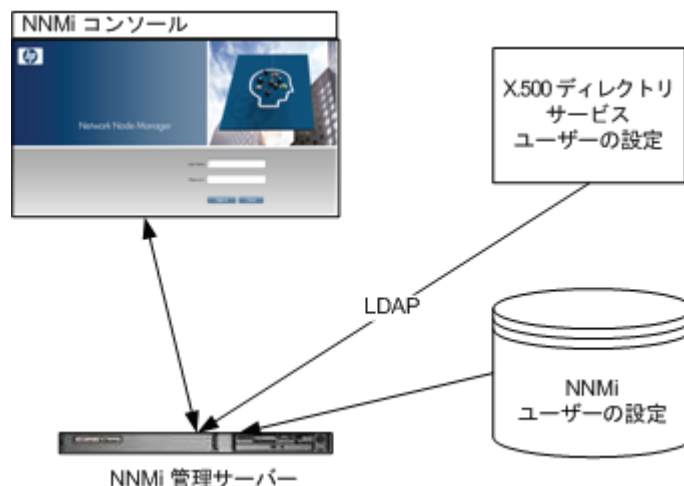 NNMi コンソール
hp
Network Node Manager
X.500 ディレクトリ
サービス
ユーザーの設定
LDAP
NNMi
ユーザーの設定
NNMi 管理サーバー